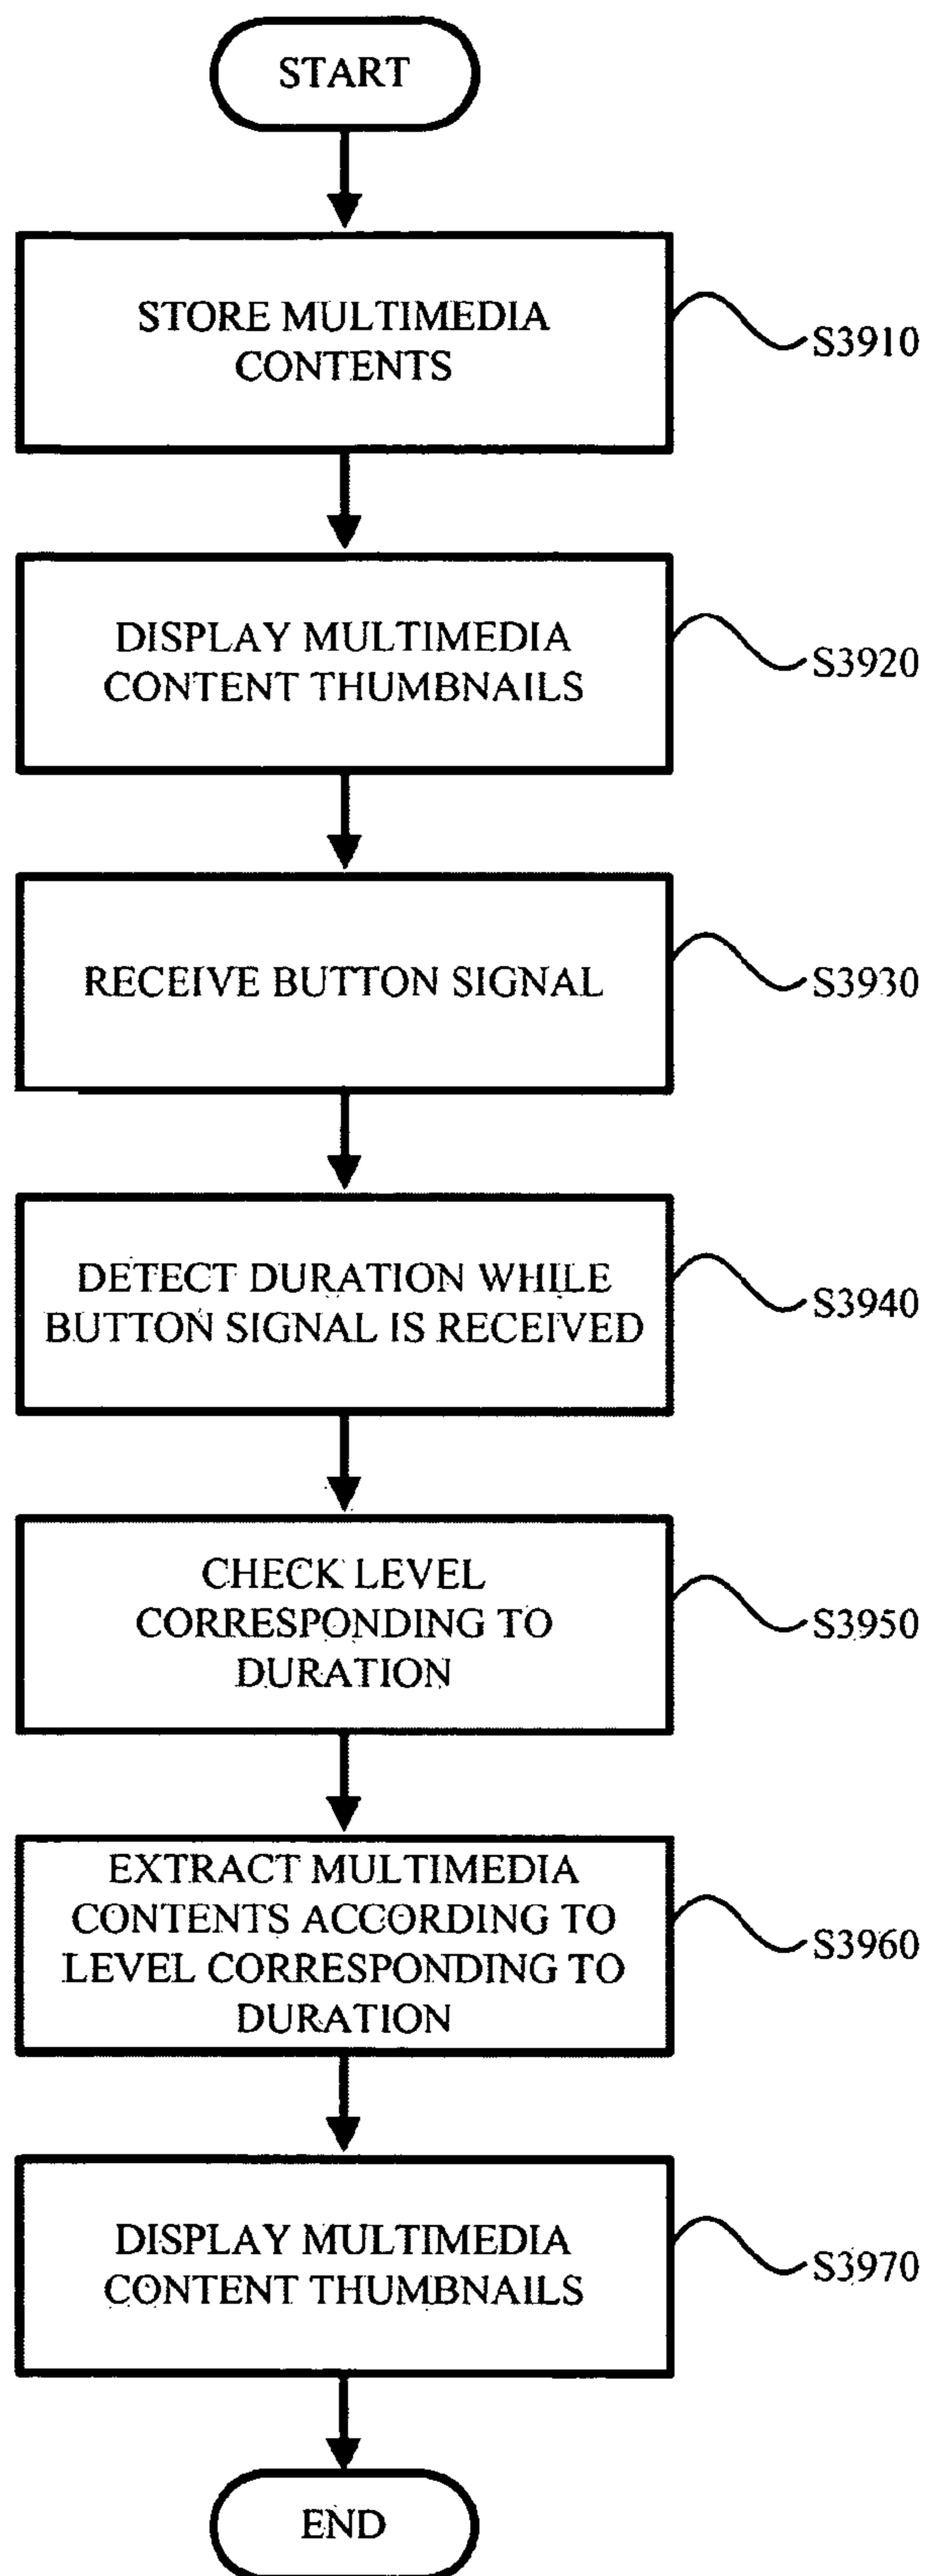 START
STORE MULTIMEDIA
CONTENTS
S3910
DISPLAY MULTIMEDIA
CONTENT THUMBNAILS
S3920
RECEIVE BUTTON SIGNAL
S3930
DETECT DURATION WHILE
BUTTON SIGNAL IS RECEIVED
S3940
CHECK LEVEL
CORRESPONDING TO
DURATION
S3950
EXTRACT MULTIMEDIA
CONTENTS ACCORDING TO
LEVEL CORRESPONDING TO
DURATION
S3960
DISPLAY MULTIMEDIA
CONTENT THUMBNAILS
S3970
END